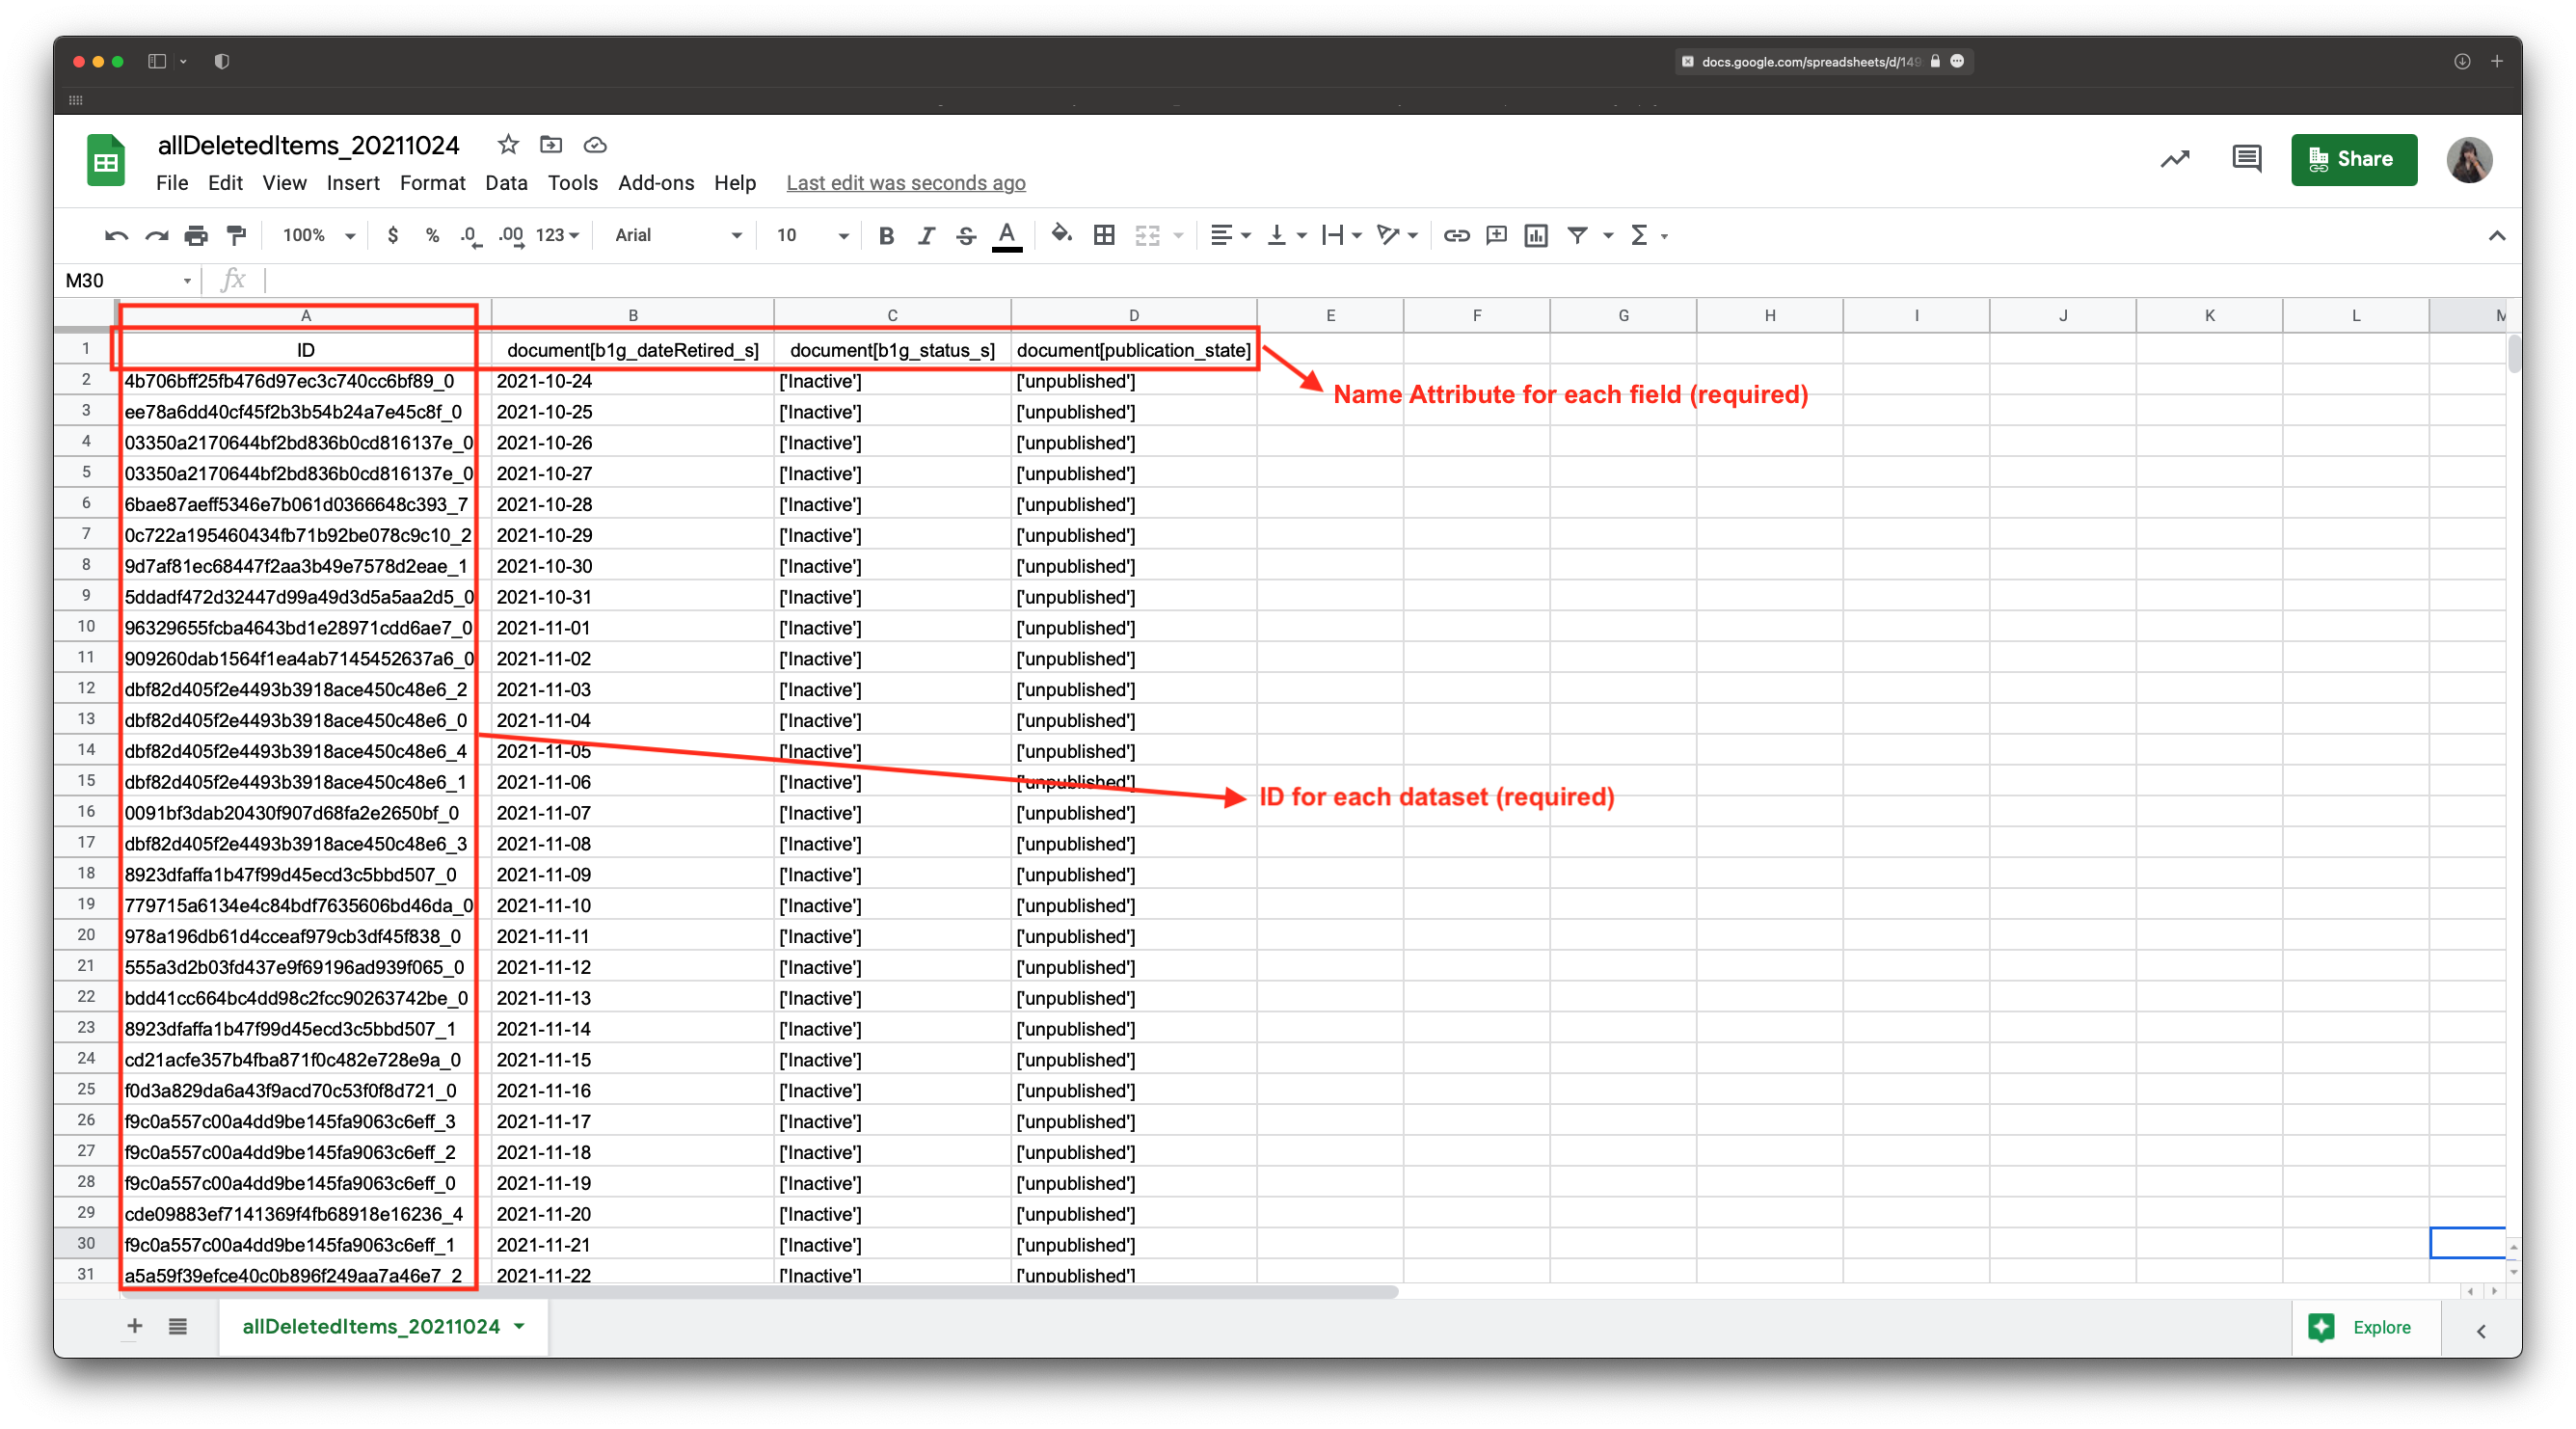 docs.google.com/spreadsheets/d/149
allDeletedItems_20211024
File Edit View Insert Format Data Tools Add-ons Help Last edit was seconds ago
Share
100% $ % .0 .00 123 Arial 10 B I S A
M30 fx
A B C D E F G H I J K L M
1 ID document[b1g_dateRetired_s] document[b1g_status_s] document[publication_state]
Name Attribute for each field (required)
2 4b706bff25fb476d97ec3c740cc6bf89_0 2021-10-24 ['Inactive'] ['unpublished']
3 ee78a6dd40cf45f2b3b54b24a7e45c8f_0 2021-10-25 ['Inactive'] ['unpublished']
4 03350a2170644bf2bd836b0cd816137e_0 2021-10-26 ['Inactive'] ['unpublished']
5 03350a2170644bf2bd836b0cd816137e_0 2021-10-27 ['Inactive'] ['unpublished']
6 6bae87aeff5346e7b061d0366648c393_7 2021-10-28 ['Inactive'] ['unpublished']
7 0c722a195460434fb71b92be078c9c10_2 2021-10-29 ['Inactive'] ['unpublished']
8 9d7af81ec68447f2aa3b49e7578d2eae_1 2021-10-30 ['Inactive'] ['unpublished']
9 5ddadf472d32447d99a49d3d5a5aa2d5_0 2021-10-31 ['Inactive'] ['unpublished']
10 96329655fcba4643bd1e28971cdd6ae7_0 2021-11-01 ['Inactive'] ['unpublished']
11 909260dab1564f1ea4ab7145452637a6_0 2021-11-02 ['Inactive'] ['unpublished']
12 dbf82d405f2e4493b3918ace450c48e6_2 2021-11-03 ['Inactive'] ['unpublished']
13 dbf82d405f2e4493b3918ace450c48e6_0 2021-11-04 ['Inactive'] ['unpublished']
14 dbf82d405f2e4493b3918ace450c48e6_4 2021-11-05 ['Inactive'] ['unpublished']
15 dbf82d405f2e4493b3918ace450c48e6_1 2021-11-06 ['Inactive'] ['unpublished']
ID for each dataset (required)
16 0091bf3dab20430f907d68fa2e2650bf_0 2021-11-07 ['Inactive'] ['unpublished']
17 dbf82d405f2e4493b3918ace450c48e6_3 2021-11-08 ['Inactive'] ['unpublished']
18 8923dfaffa1b47f99d45ecd3c5bbd507_0 2021-11-09 ['Inactive'] ['unpublished']
19 779715a6134e4c84bdf7635606bd46da_0 2021-11-10 ['Inactive'] ['unpublished']
20 978a196db61d4cceaf979cb3df45f838_0 2021-11-11 ['Inactive'] ['unpublished']
21 555a3d2b03fd437e9f69196ad939f065_0 2021-11-12 ['Inactive'] ['unpublished']
22 bdd41cc664bc4dd98c2fcc90263742be_0 2021-11-13 ['Inactive'] ['unpublished']
23 8923dfaffa1b47f99d45ecd3c5bbd507_1 2021-11-14 ['Inactive'] ['unpublished']
24 cd21acfe357b4fba871f0c482e728e9a_0 2021-11-15 ['Inactive'] ['unpublished']
25 f0d3a829da6a43f9acd70c53f0f8d721_0 2021-11-16 ['Inactive'] ['unpublished']
26 f9c0a557c00a4dd9be145fa9063c6eff_3 2021-11-17 ['Inactive'] ['unpublished']
27 f9c0a557c00a4dd9be145fa9063c6eff_2 2021-11-18 ['Inactive'] ['unpublished']
28 f9c0a557c00a4dd9be145fa9063c6eff_0 2021-11-19 ['Inactive'] ['unpublished']
29 cde09883ef7141369f4fb68918e16236_4 2021-11-20 ['Inactive'] ['unpublished']
30 f9c0a557c00a4dd9be145fa9063c6eff_1 2021-11-21 ['Inactive'] ['unpublished']
31 a5a59f39efce40c0b896f249aa7a46e7_2 2021-11-22 ['Inactive'] ['unpublished']
allDeletedItems_20211024
Explore